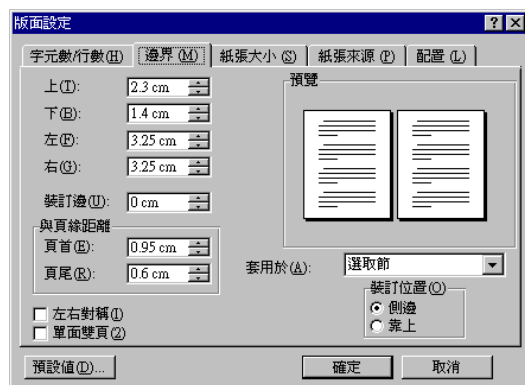 版面設定
字元數/行數(H) 邊界(M) 紙張大小(S) 紙張來源(P) 配置(L)
上(T): 2.3 cm
下(B): 1.4 cm
左(F): 3.25 cm
右(G): 3.25 cm
裝訂邊(U): 0 cm
與頁緣距離
頁首(E): 0.95 cm
頁尾(R): 0.6 cm
左右對稱(I)
單面雙頁(2)
預覽
套用於(A): 選取節
裝訂位置(O)
側邊
靠上
預設值(D)... 確定 取消